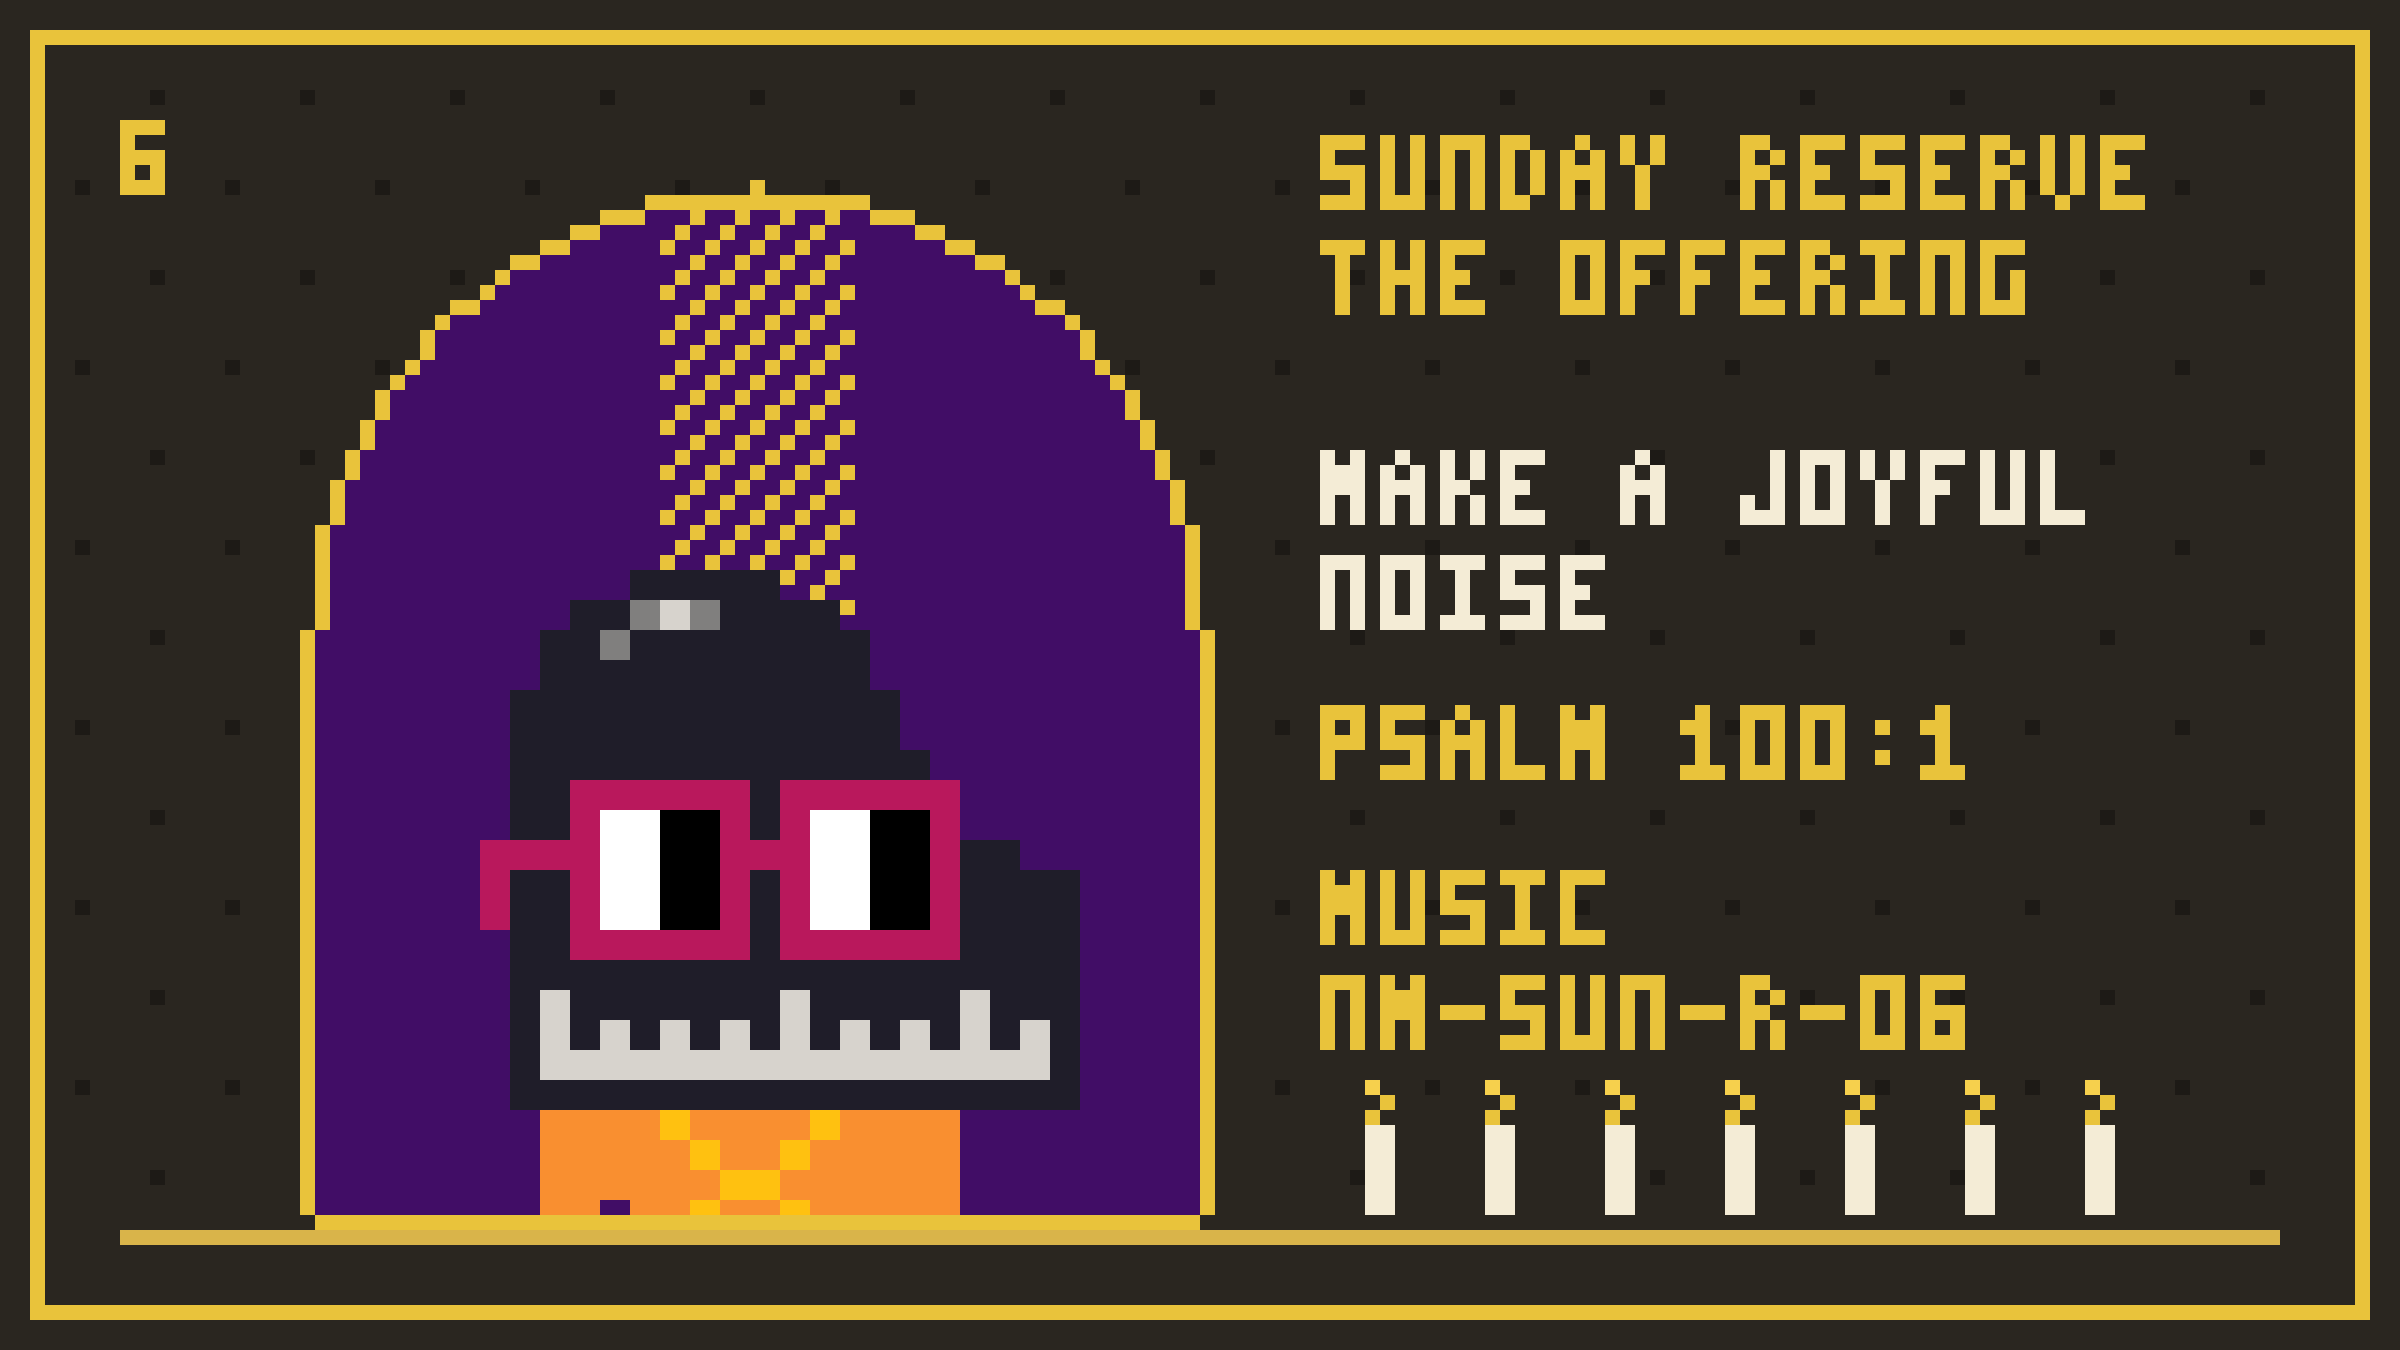 6
SUNDAY RESERVE
THE OFFERING
MAKE A JOYFUL
NOISE
PSALM 100:1
MUSIC
NM-SUN-R-06